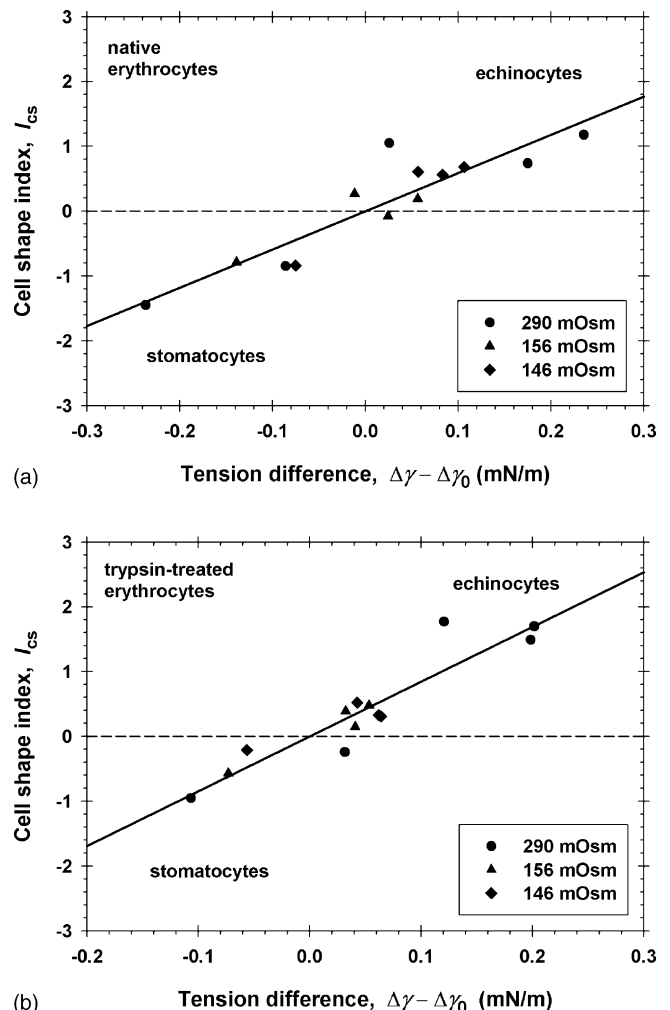 3
native
erythrocytes
echinocytes
2
1
0
-1
-2
-3
Cell shape index, Ics
stomatocytes
290 mOsm
156 mOsm
146 mOsm
-0.3 -0.2 -0.1 0.0 0.1 0.2 0.3
(a) Tension difference, Δγ – Δγ0 (mN/m)
3
trypsin-treated
erythrocytes
echinocytes
2
1
0
-1
-2
-3
Cell shape index, Ics
stomatocytes
290 mOsm
156 mOsm
146 mOsm
-0.2 -0.1 0.0 0.1 0.2 0.3
(b) Tension difference, Δγ – Δγ0 (mN/m)